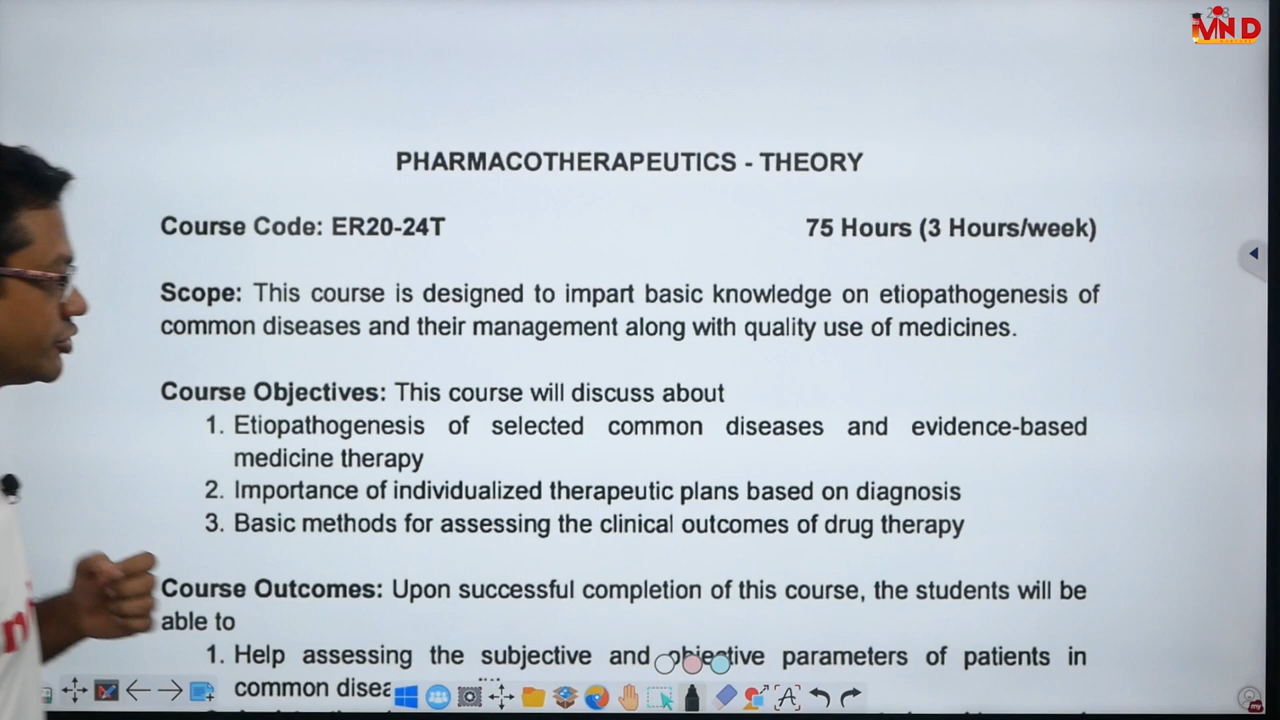 MIND
PHARMACOTHERAPEUTICS - THEORY
Course Code: ER20-24T 75 Hours (3 Hours/week)
Scope: This course is designed to impart basic knowledge on etiopathogenesis of
common diseases and their management along with quality use of medicines.
Course Objectives: This course will discuss about
1. Etiopathogenesis of selected common diseases and evidence-based
medicine therapy
2. Importance of individualized therapeutic plans based on diagnosis
3. Basic methods for assessing the clinical outcomes of drug therapy
Course Outcomes: Upon successful completion of this course, the students will be
able to
1. Help assessing the subjective and objective parameters of patients in
common